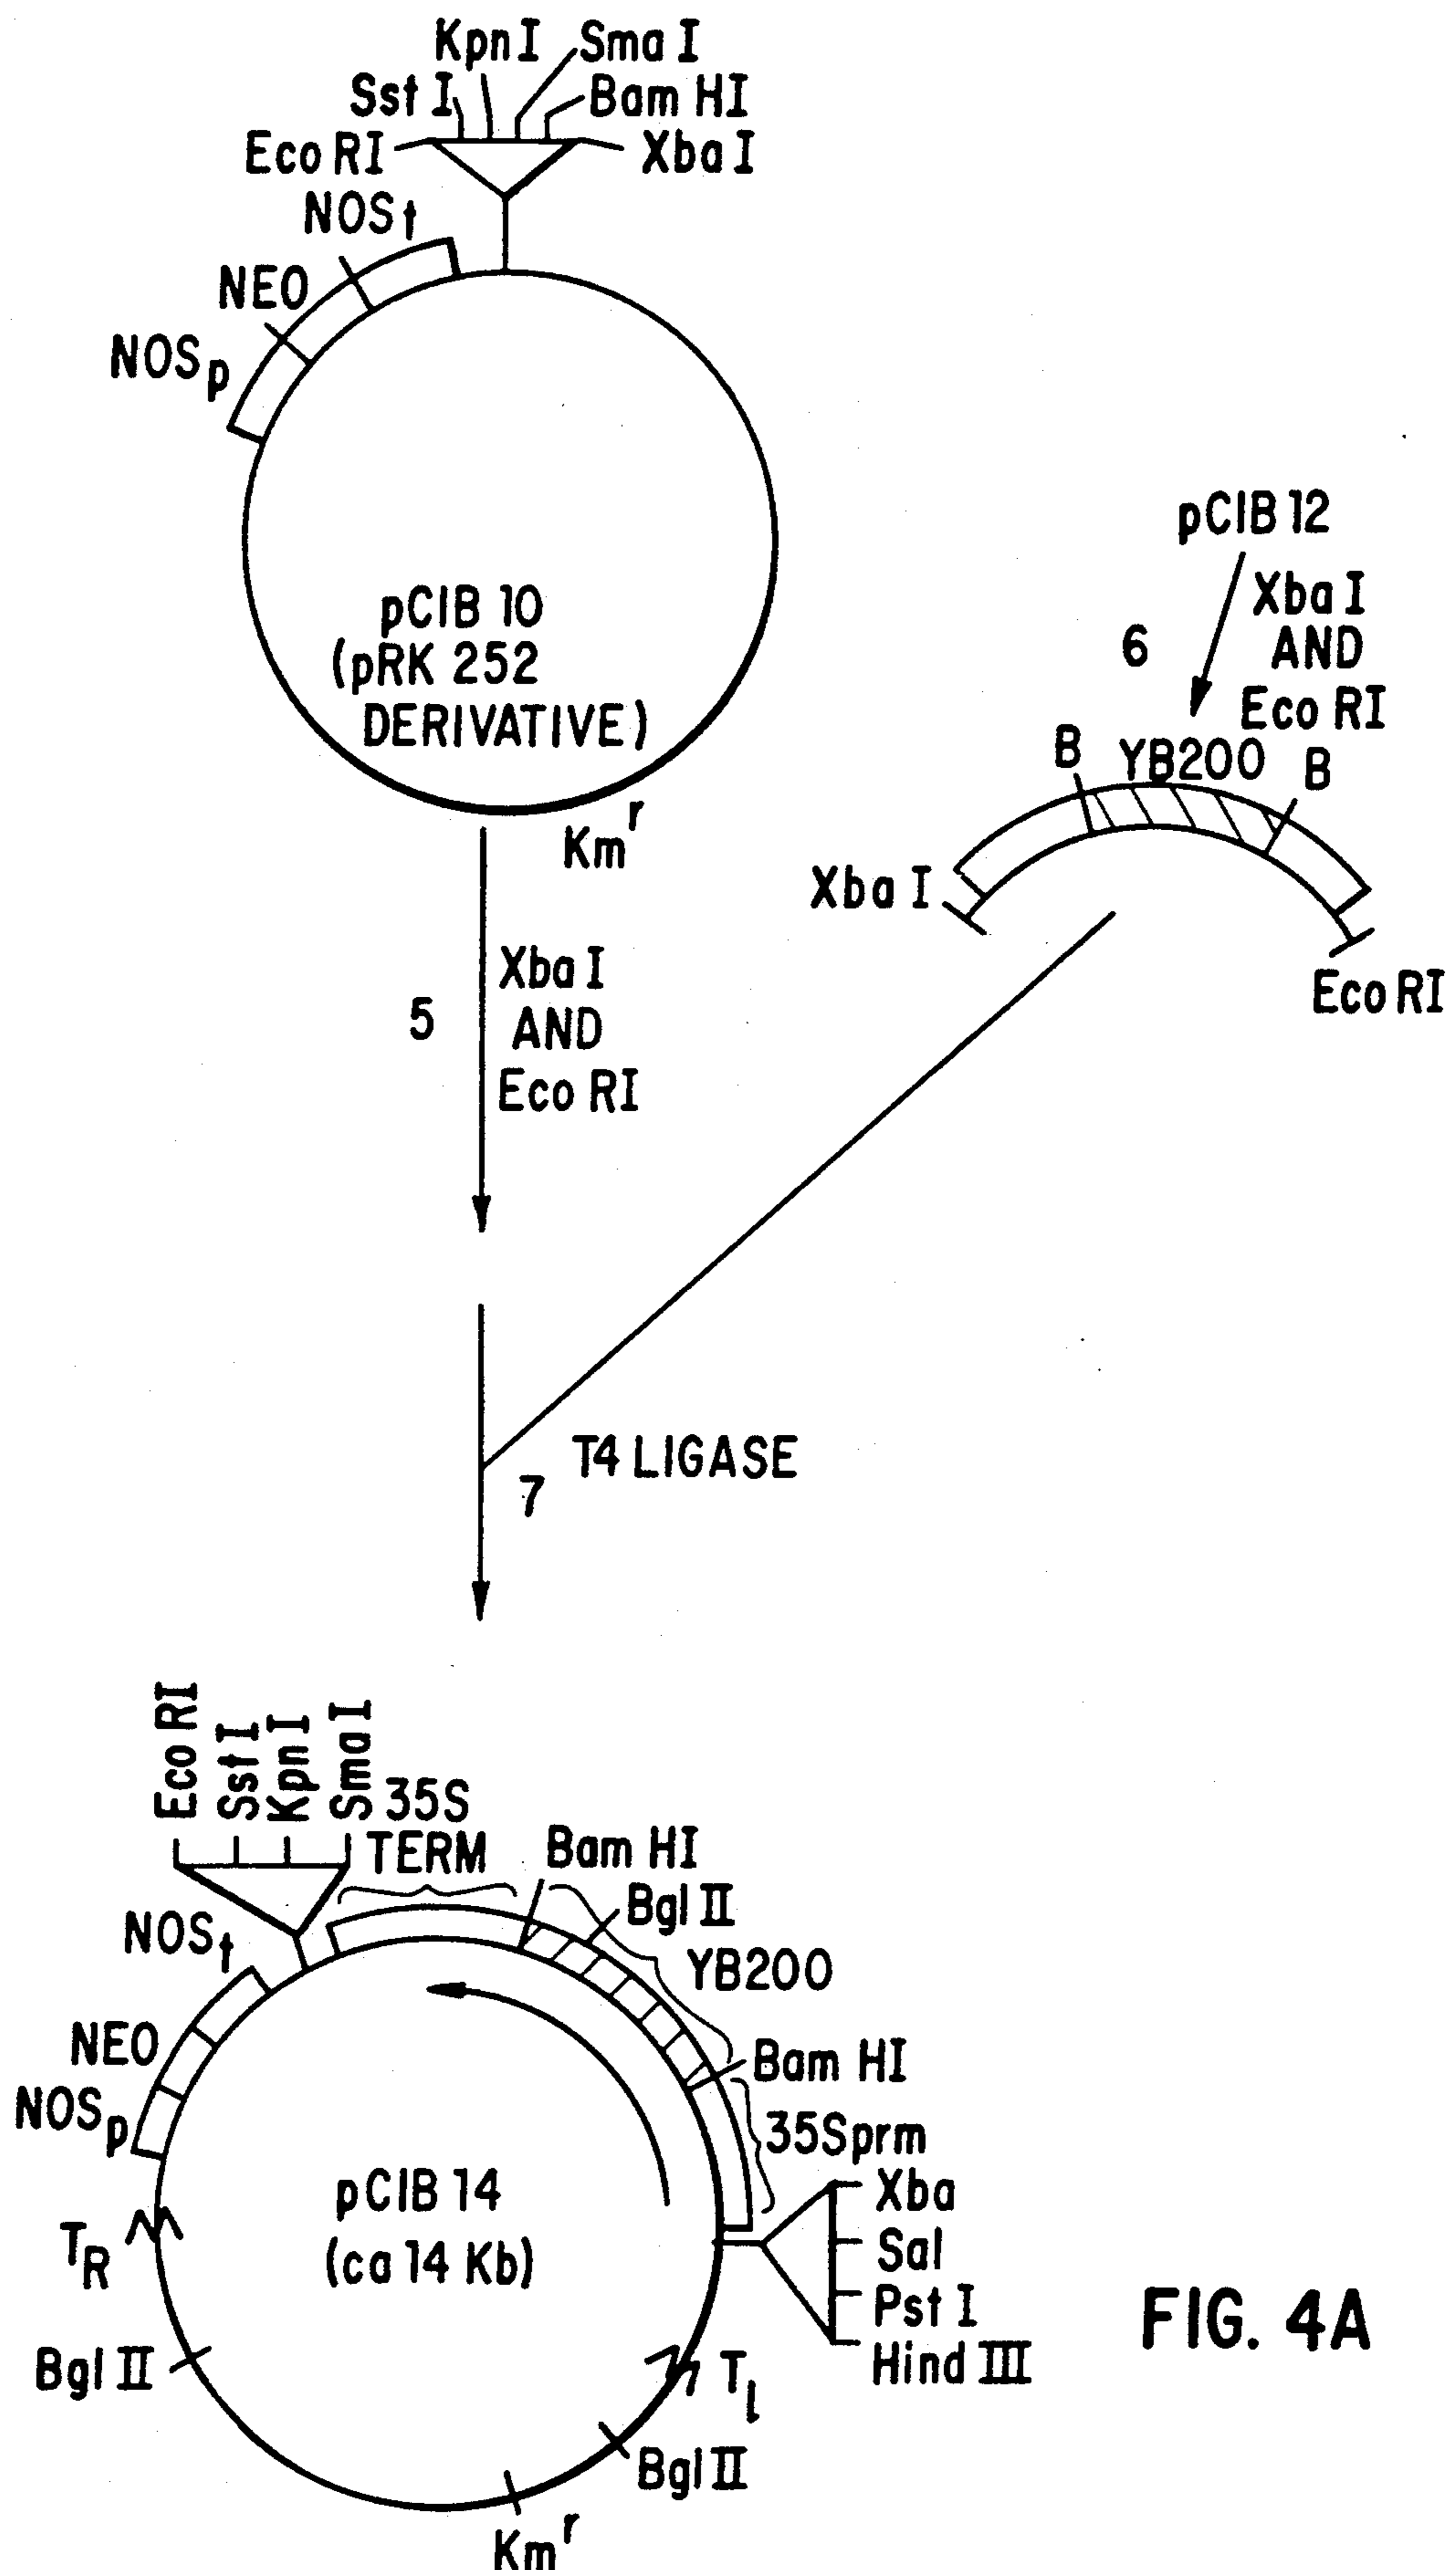 Kpn I
Sma I
Sst I
Bam HI
Eco RI
Xba I
NOSt
NEO
NOSp
pCIB 10
(pRK 252
DERIVATIVE)
Kmr
pCIB 12
6
Xba I
AND
Eco RI
B
YB200
B
Xba I
Eco RI
5
Xba I
AND
Eco RI
T4 LIGASE
7
Eco RI
Sst I
Kpn I
Sma I
35S
TERM
Bam HI
Bgl II
YB200
NOSt
NEO
NOSp
Bam HI
35Sprm
Xba
Sal
Pst I
Hind III
pCIB 14
(ca 14 Kb)
TR
Tl
Bgl II
Bgl II
Kmr
FIG. 4A